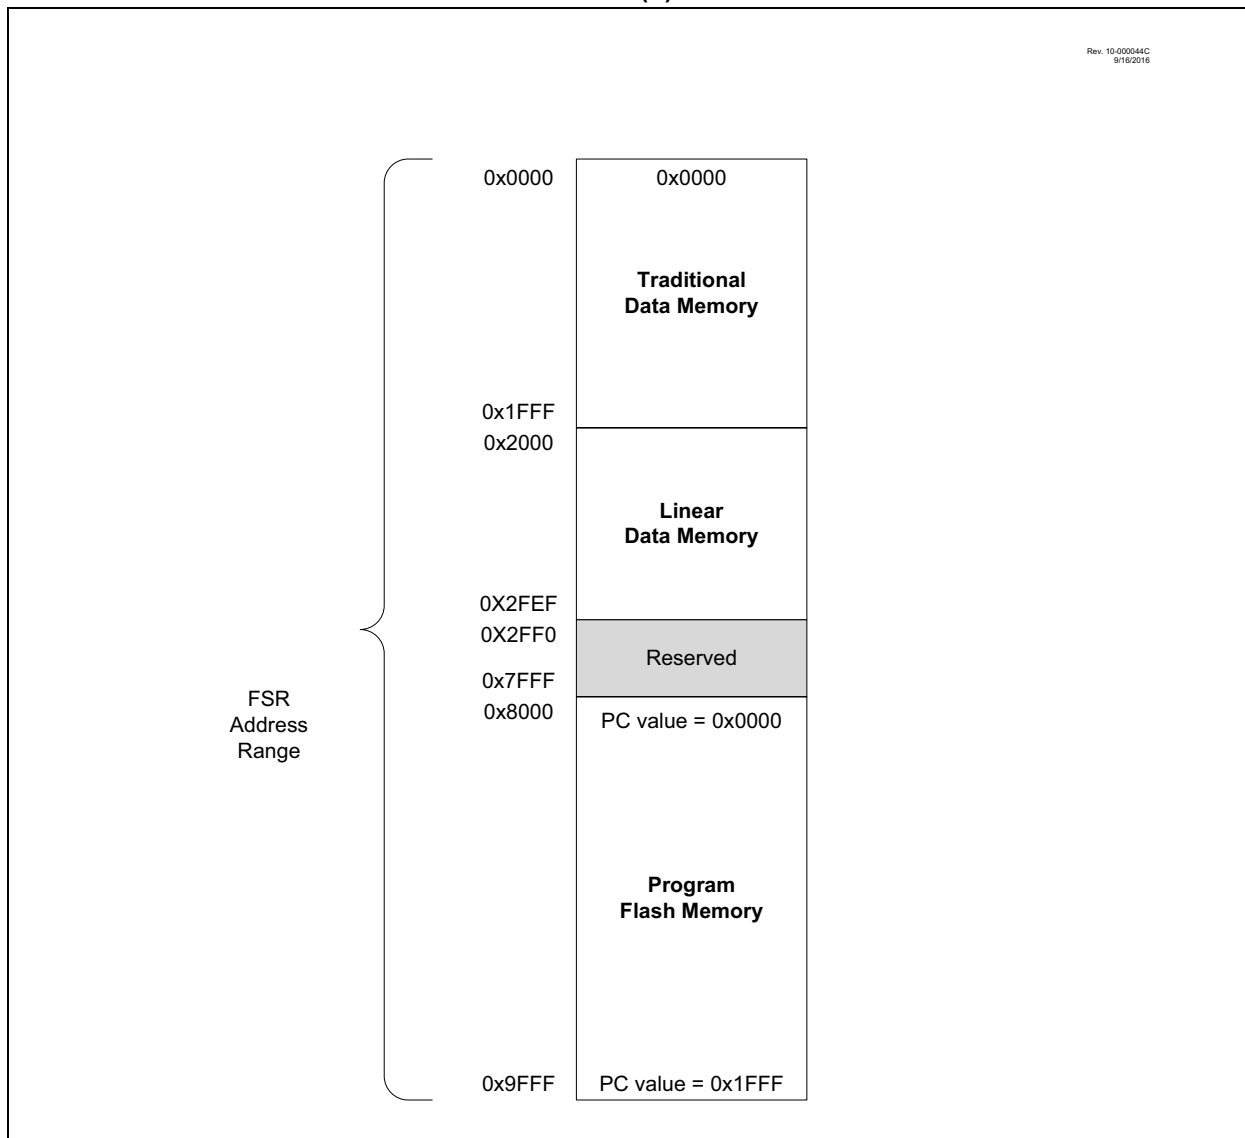 Rev. 10-000044C
9/16/2016
0x0000
0x0000
Traditional
Data Memory
0x1FFF
0x2000
Linear
Data Memory
0X2FEF
0X2FF0
Reserved
0x7FFF
0x8000
PC value = 0x0000
FSR
Address
Range
Program
Flash Memory
0x9FFF
PC value = 0x1FFF